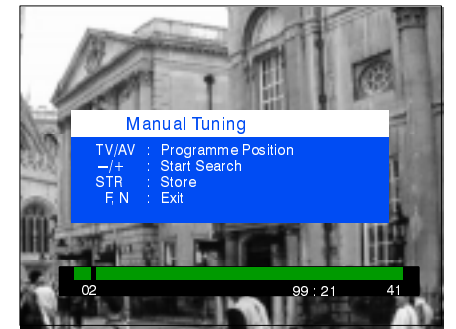 Manual Tuning
TV/AV : Programme Position
–/+ : Start Search
STR : Store
F, N : Exit
02 99 : 21 41